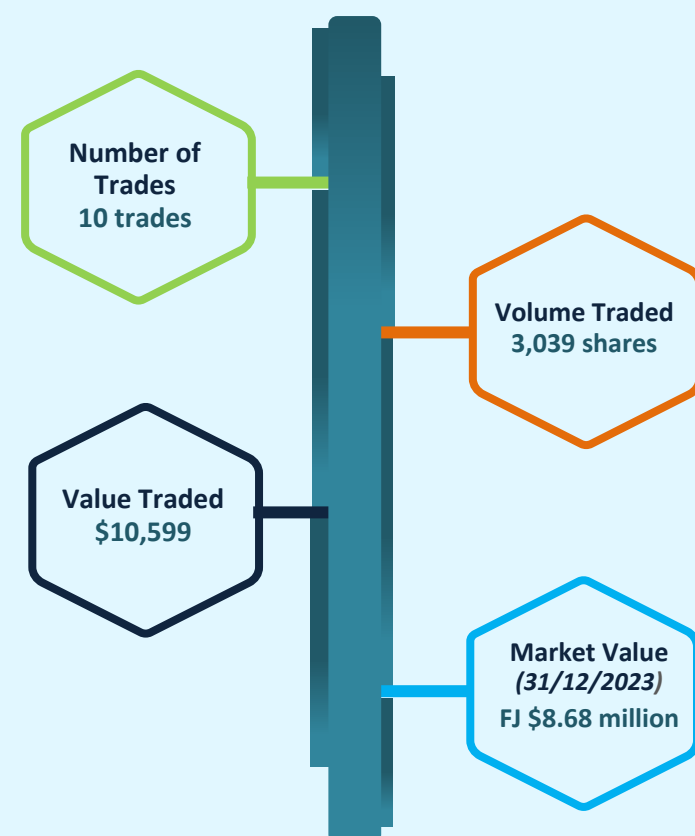 Number of
Trades
10 trades
Volume Traded
3,039 shares
Value Traded
$10,599
Market Value
(31/12/2023)
FJ $8.68 million